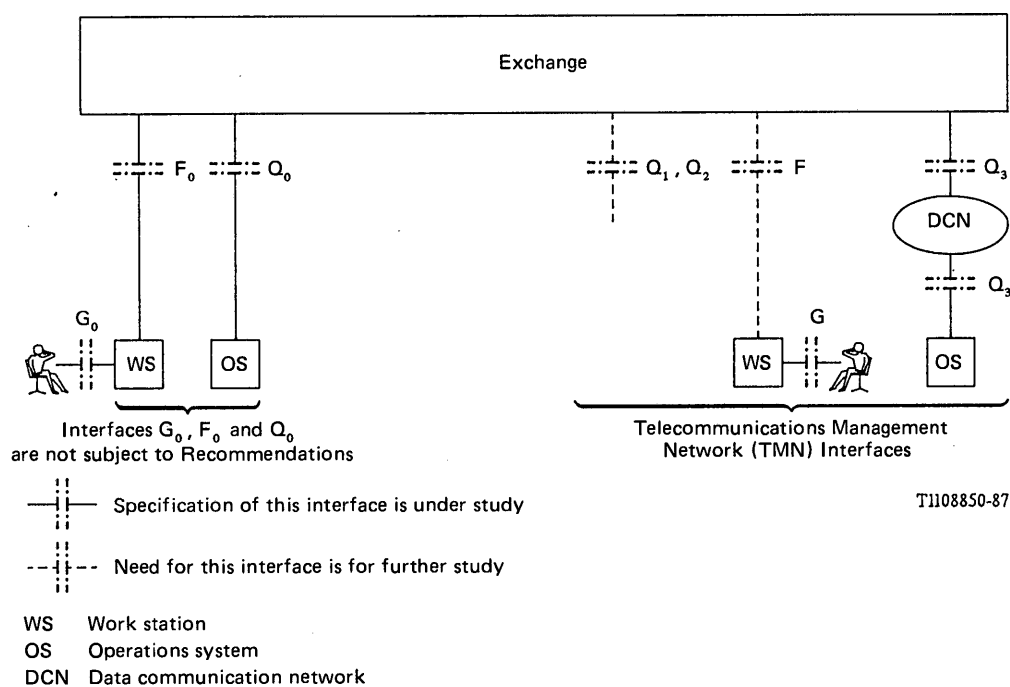 Exchange
F₀ Q₀ Q₁ , Q₂ F Q₃
DCN
Q₃
G₀ G
WS OS WS OS
Interfaces G₀ , F₀ and Q₀
are not subject to Recommendations
Telecommunications Management
Network (TMN) Interfaces
Specification of this interface is under study
T1108850-87
Need for this interface is for further study
WS Work station
OS Operations system
DCN Data communication network